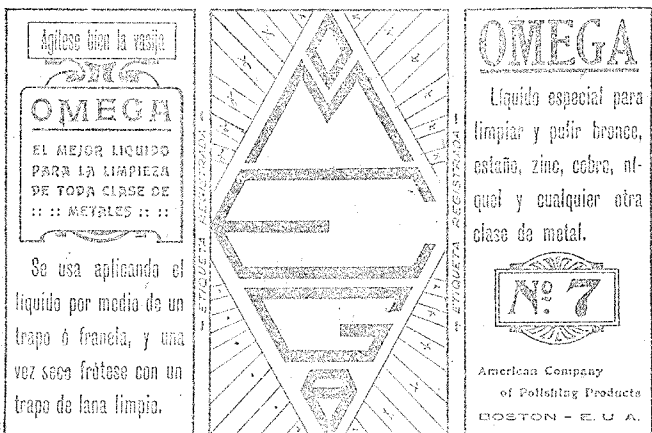 Agítese bien la vasija
OMEGA
EL MEJOR LIQUIDO
PARA LA LIMPIEZA
DE TODA CLASE DE
:: :: METALES :: ::
Se usa aplicando el
líquido por medio de un
trapo ó franela, y una
vez seco frótese con un
trapo de lana limpio.
— ETIQUETA REGISTRADA —
OMEGA
— ETIQUETA REGISTRADA —
OMEGA
Líquido especial para
limpiar y pulir bronce,
estaño, zinc, cobre, ní-
quel y cualquier otra
clase de metal.
Nº 7
American Company
of Polishing Products
BOSTON - E. U. A.